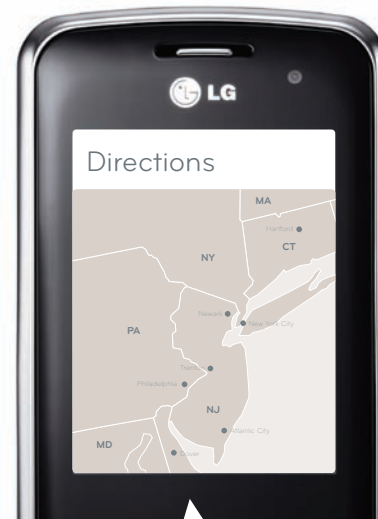 LG
Directions
MA
Hartford
CT
NY
Newark
New York City
PA
Trenton
Philadelphia
NJ
Atlantic City
MD
Dover